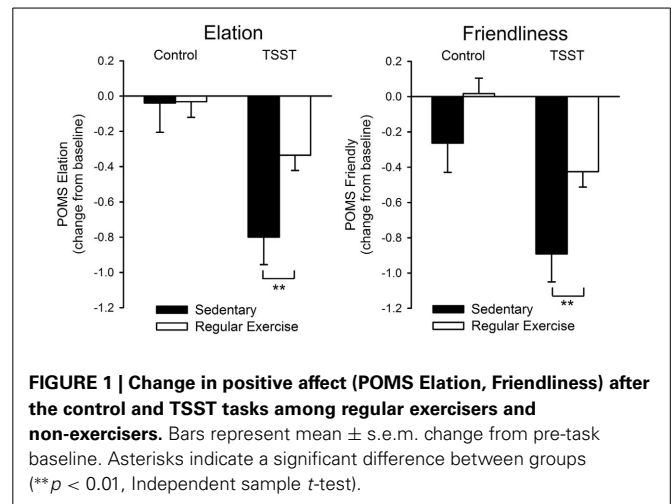 Elation
Control TSST
0.2
0.0
-0.2
-0.4
-0.6
-0.8
-1.0
-1.2
POMS Elation
(change from baseline)
**
Sedentary
Regular Exercise
Friendliness
Control TSST
0.2
0.0
-0.2
-0.4
-0.6
-0.8
-1.0
-1.2
POMS Friendly
(change from baseline)
**
Sedentary
Regular Exercise
FIGURE 1 | Change in positive affect (POMS Elation, Friendliness) after
the control and TSST tasks among regular exercisers and
non-exercisers. Bars represent mean ± s.e.m. change from pre-task
baseline. Asterisks indicate a significant difference between groups
(**p < 0.01, Independent sample t-test).